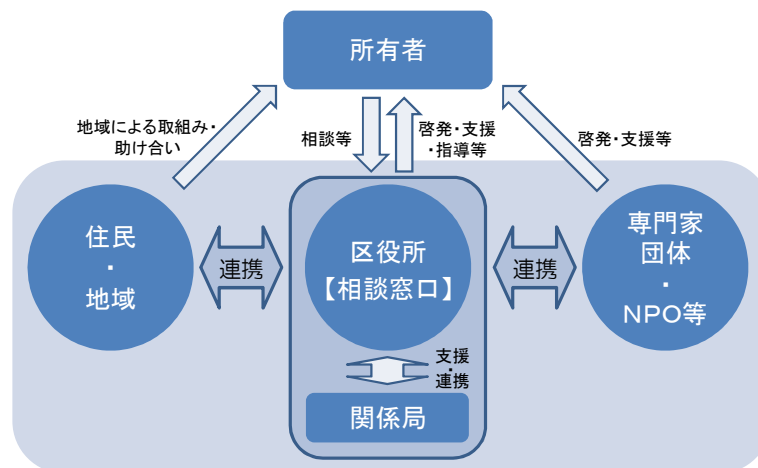 所有者
地域による取組み・
助け合い
相談等
啓発・支援
・指導等
啓発・支援等
住民
・
地域
連携
区役所
【相談窓口】
連携
専門家
団体
・
NPO等
支援
・
連携
関係局